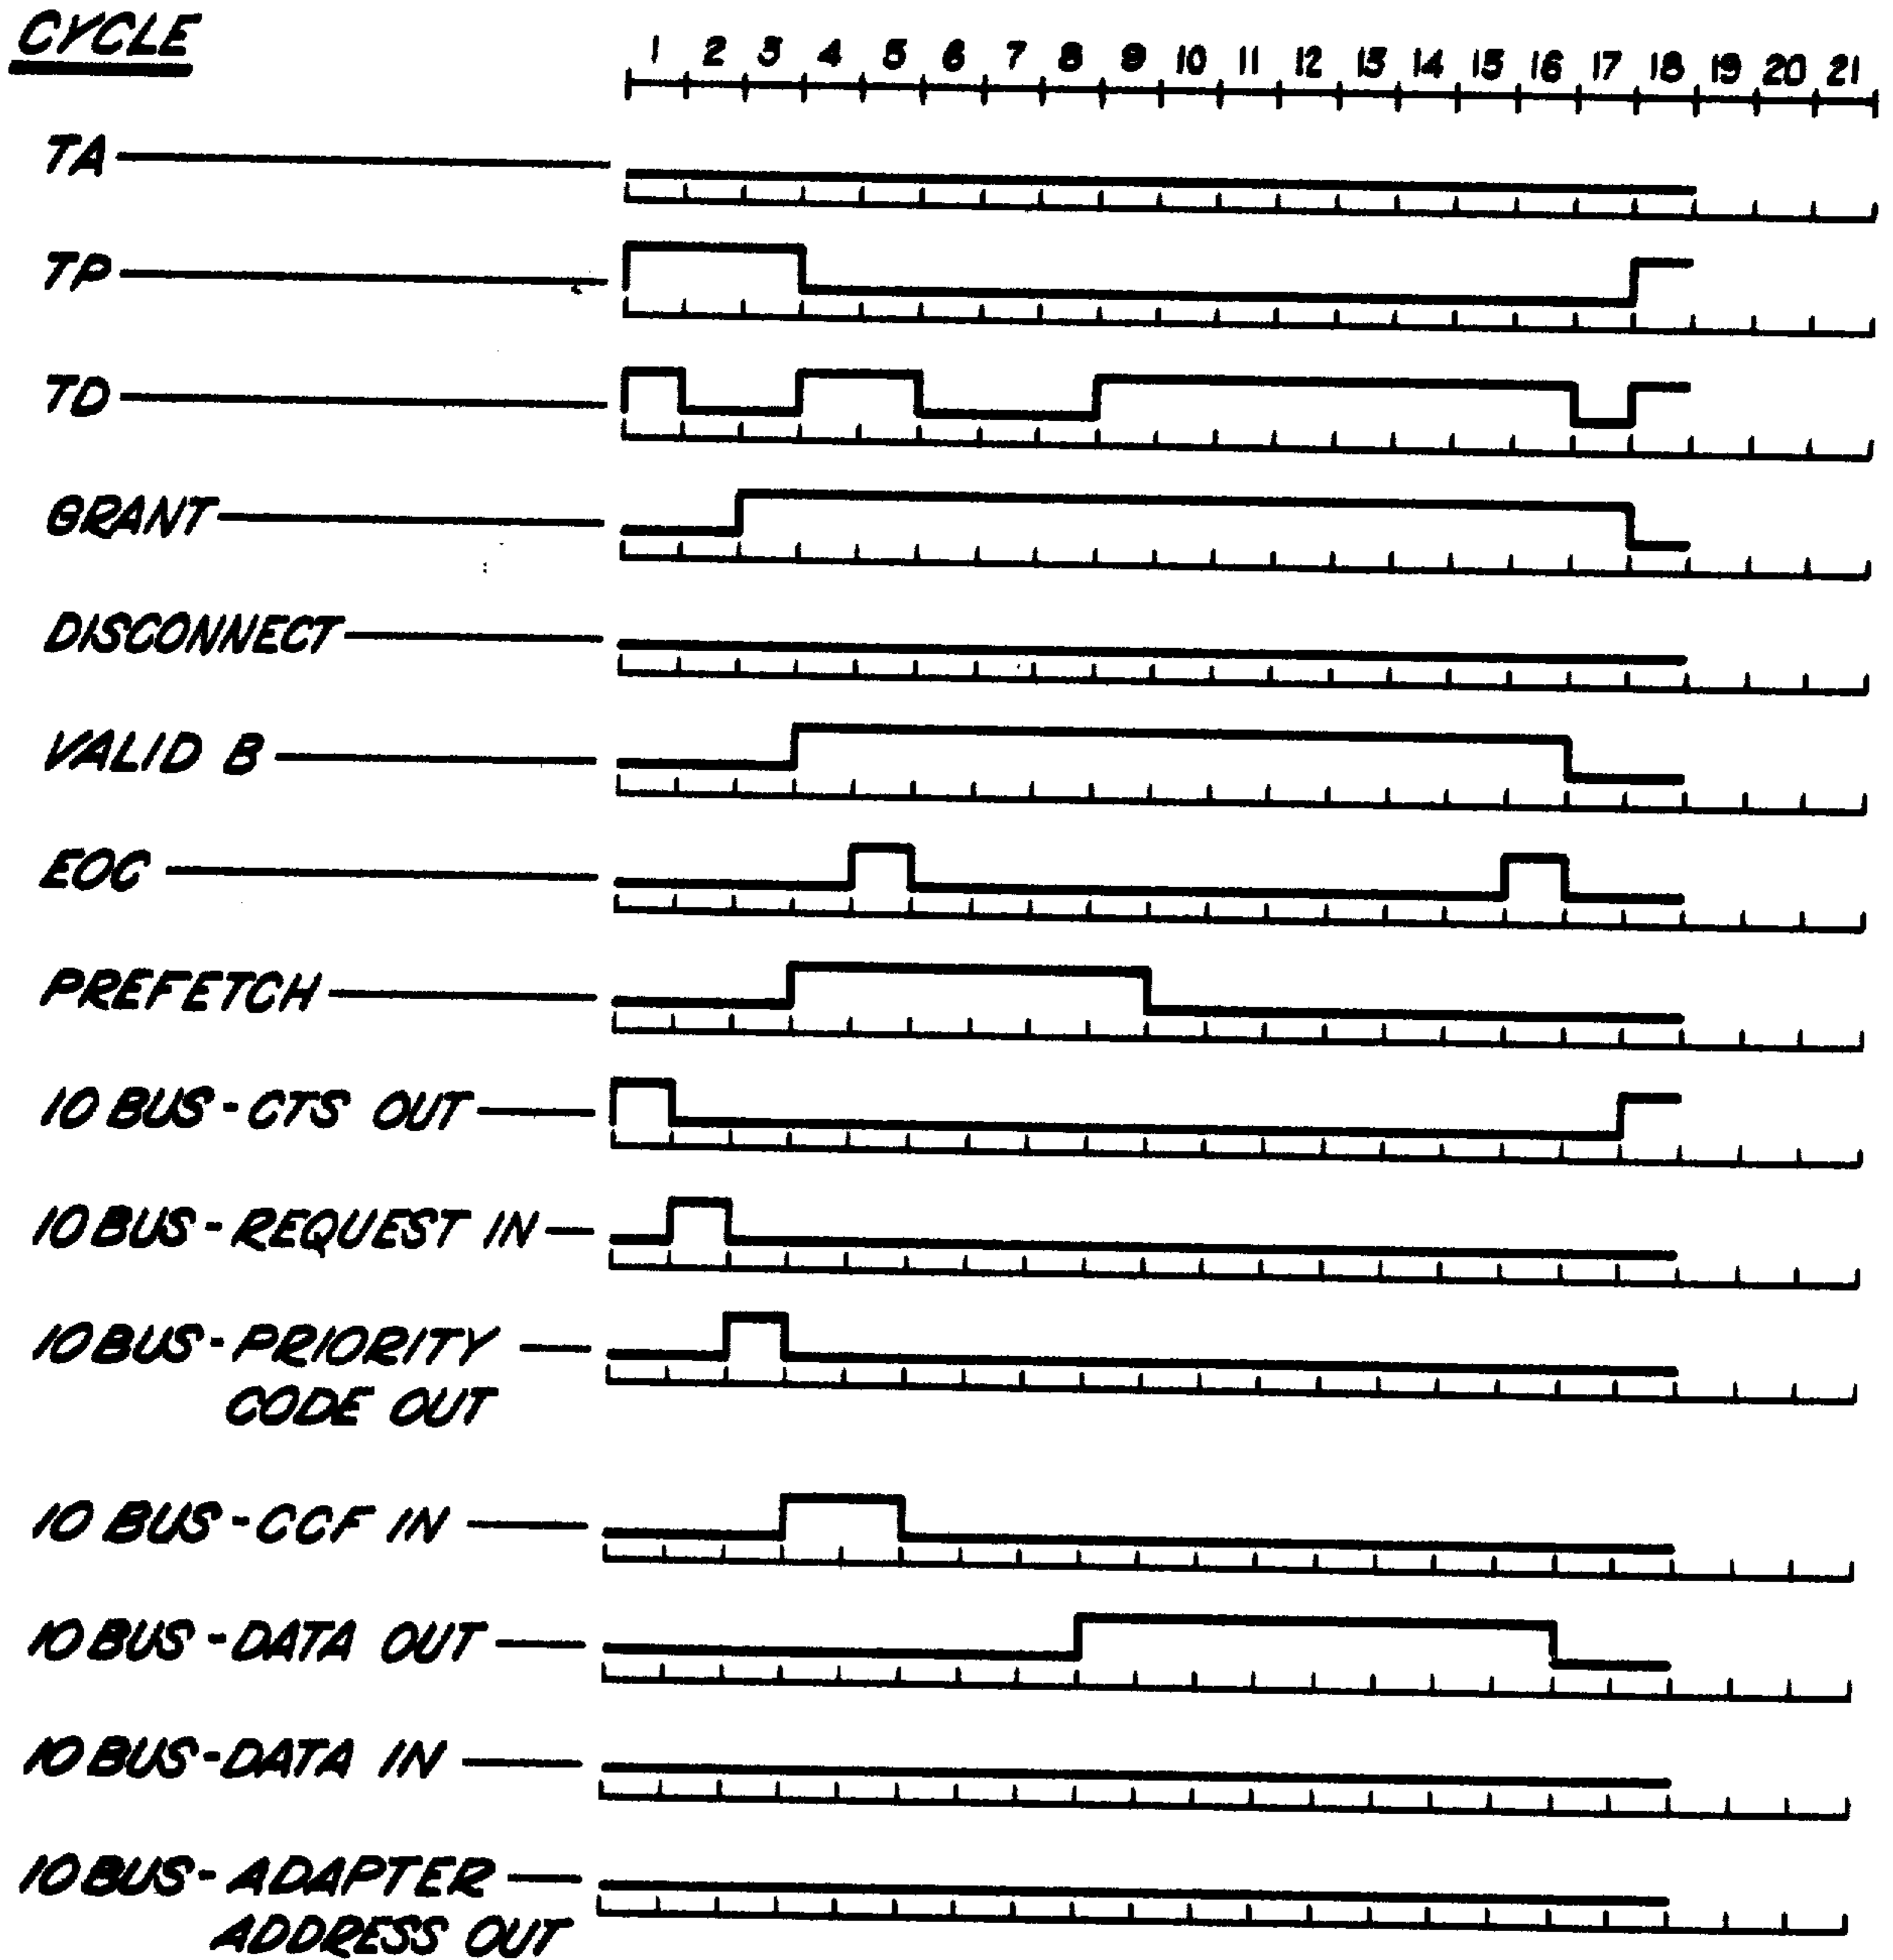 CYCLE
1 2 3 4 5 6 7 8 9 10 11 12 13 14 15 16 17 18 19 20 21
TA
TP
TD
GRANT
DISCONNECT
VALID B
EOC
PREFETCH
IO BUS - CTS OUT
IO BUS - REQUEST IN
IO BUS - PRIORITY
CODE OUT
IO BUS - CCF IN
IO BUS - DATA OUT
IO BUS - DATA IN
IO BUS - ADAPTER
ADDRESS OUT